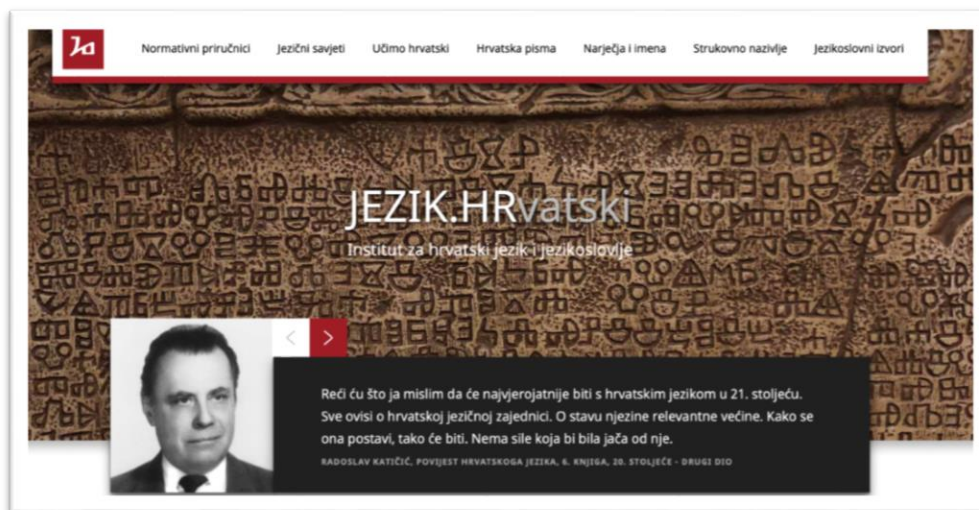 Normativni priručnici Jezični savjeti Učimo hrvatski Hrvatska pisma Narječja i imena Strukovno nazivlje Jezikoslovni izvori
JEZIK.HRvatski
Institut za hrvatski jezik i jezikoslovlje
Reći ću što ja mislim da će najvjerojatnije biti s hrvatskim jezikom u 21. stoljeću.
Sve ovisi o hrvatskoj jezičnoj zajednici. O stavu njezine relevantne većine. Kako se
ona postavi, tako će biti. Nema sile koja bi bila jača od nje.
RADOSLAV KATIČIĆ, POVIJEST HRVATSKOGA JEZIKA, 6. KNJIGA, 20. STOLJEĆE - DRUGI DIO